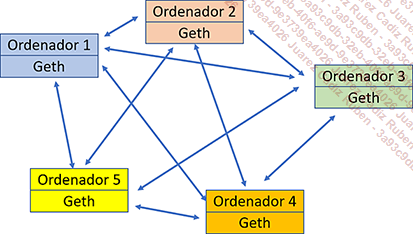 Ordenador 2
Geth
Ordenador 1
Geth
Ordenador 3
Geth
Ordenador 5
Geth
Ordenador 4
Geth